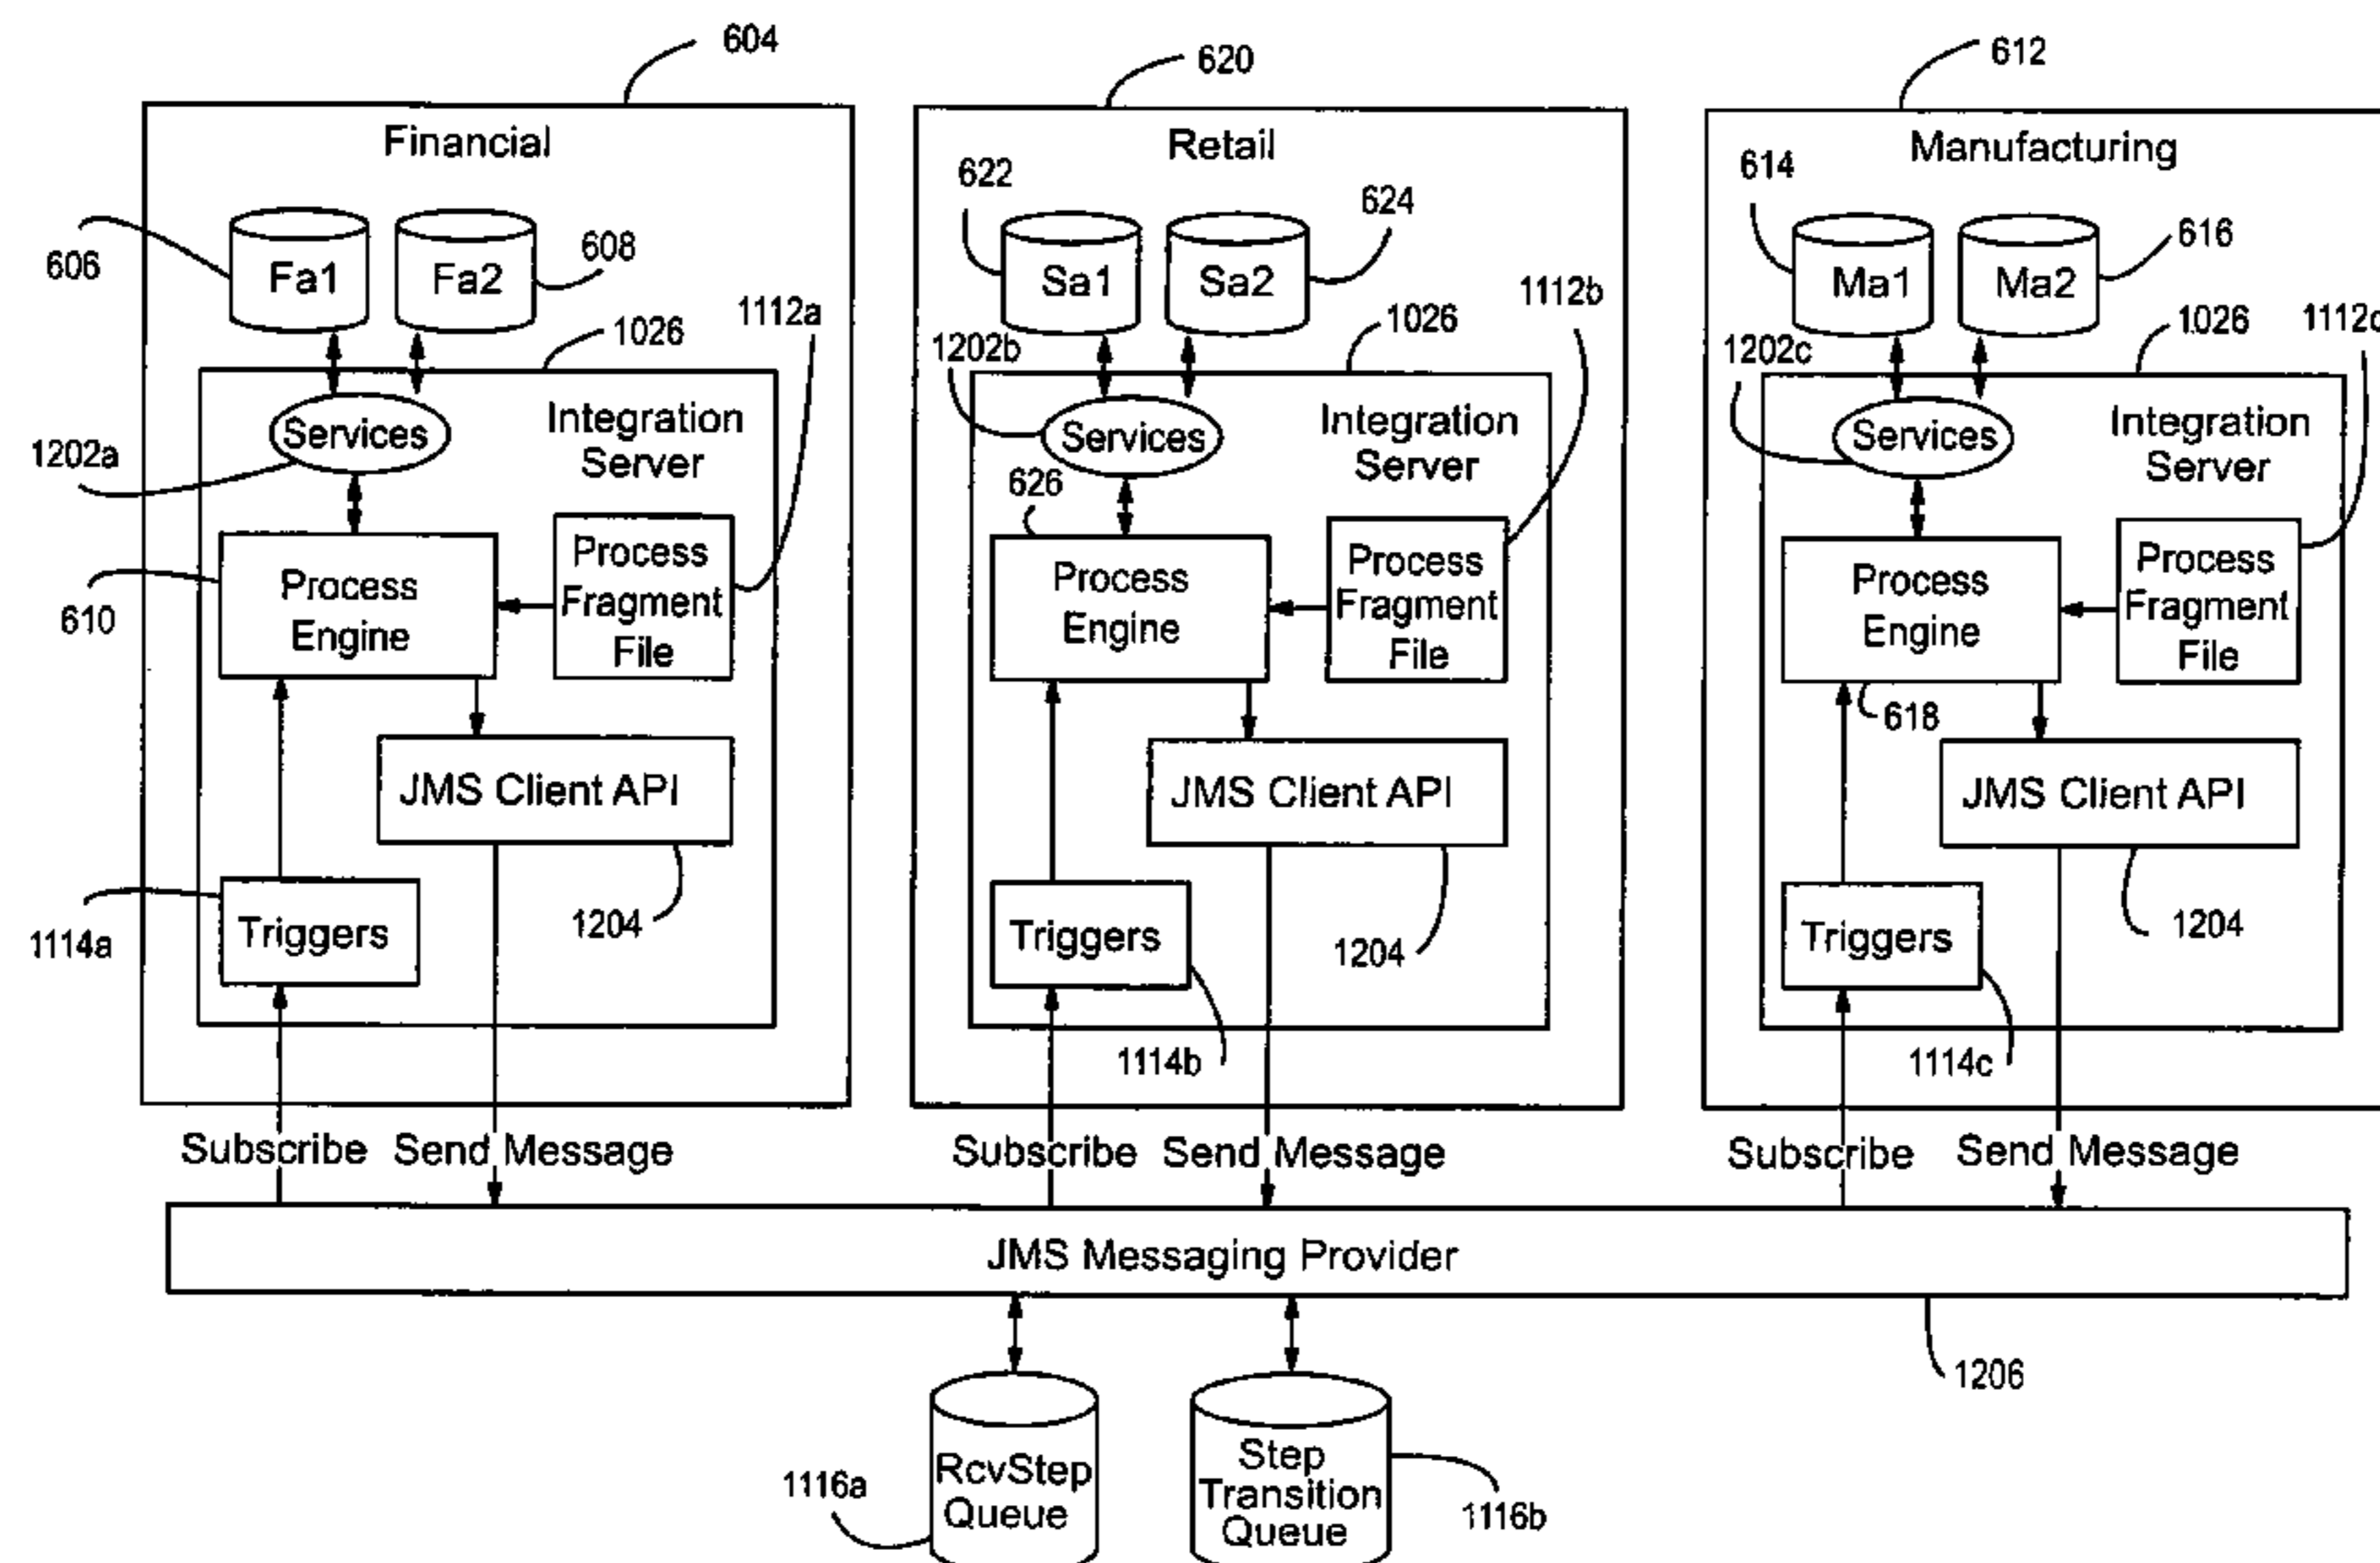 604
620
612
Financial
Retail
Manufacturing
606
Fa1
Fa2
608
622
Sa1
Sa2
624
614
Ma1
Ma2
616
1112a
1026
1202b
1026
1112b
1202c
1026
1202a
Services
Integration
Server
Services
Integration
Server
Services
Integration
Server
610
Process
Engine
Process
Fragment
File
626
Process
Engine
Process
Fragment
File
Process
Engine
Process
Fragment
File
618
JMS Client API
JMS Client API
JMS Client API
1114a
Triggers
1204
Triggers
1204
Triggers
1204
1114b
1114c
Subscribe
Send Message
Subscribe
Send Message
Subscribe
Send Message
JMS Messaging Provider
1206
1116a
RcvStep
Queue
Step
Transition
Queue
1116b